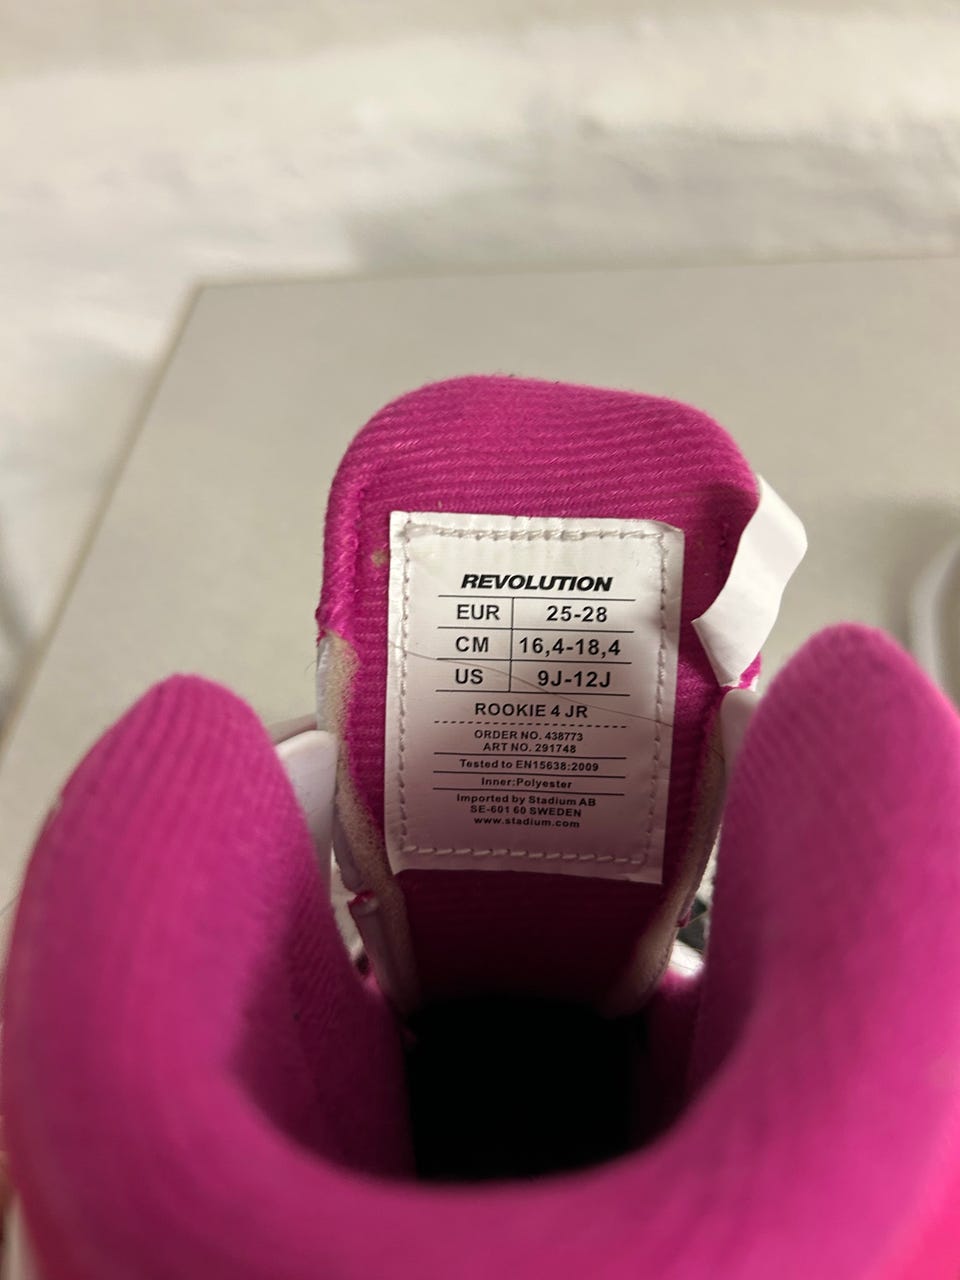 REVOLUTION
EUR 25-28
CM 16,4-18,4
US 9J-12J
ROOKIE 4 JR
ORDER NO. 438773
ART NO. 291748
Tested to EN15638:2009
Inner:Polyester
Imported by Stadium AB
SE-601 60 SWEDEN
www.stadium.com